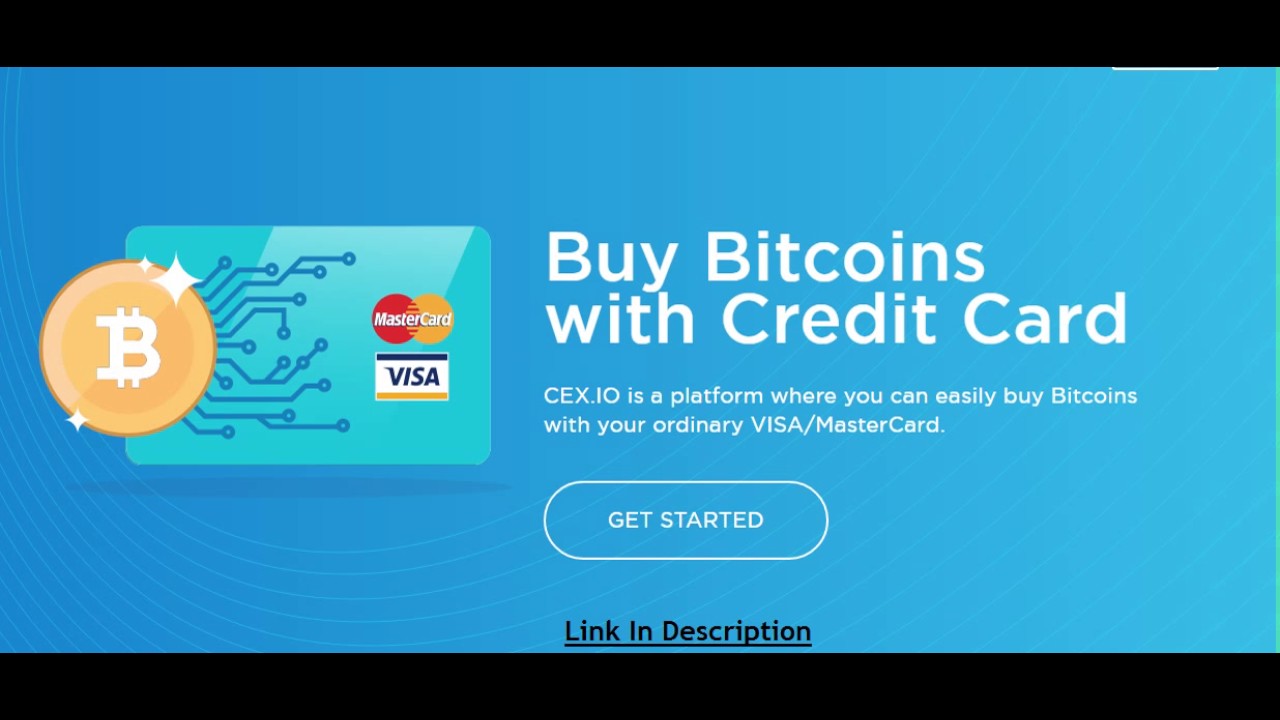 Buy Bitcoins
with Credit Card
MasterCard
VISA
CEX.IO is a platform where you can easily buy Bitcoins
with your ordinary VISA/MasterCard.
GET STARTED
Link In Description